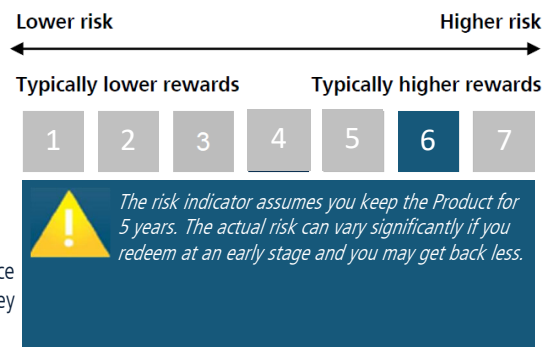 Lower risk Higher risk
Typically lower rewards Typically higher rewards
1 2 3 4 5 6 7
The risk indicator assumes you keep the Product for
5 years. The actual risk can vary significantly if you
redeem at an early stage and you may get back less.